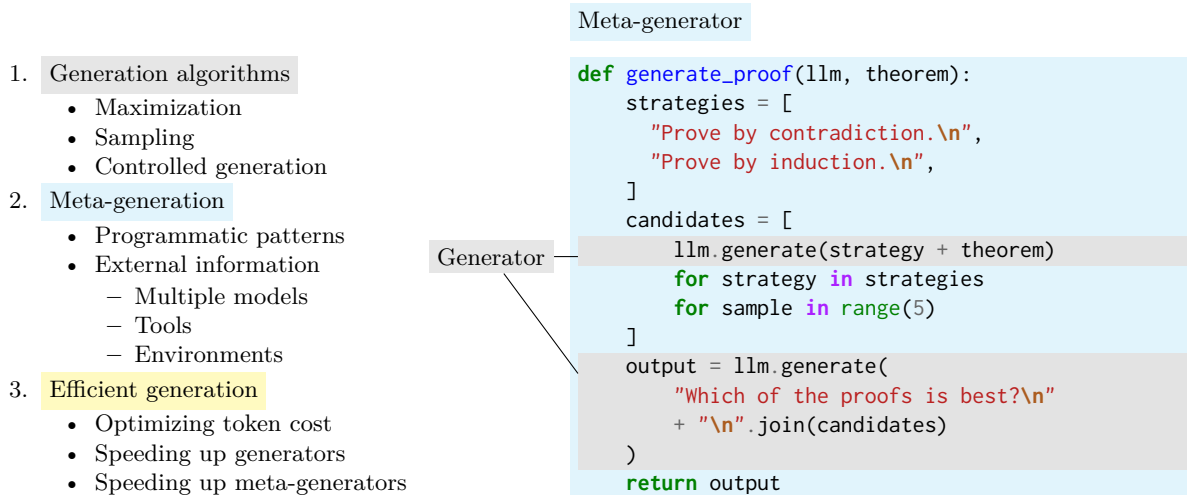 1. Generation algorithms
• Maximization
• Sampling
• Controlled generation
2. Meta-generation
• Programmatic patterns
• External information
– Multiple models
– Tools
– Environments
3. Efficient generation
• Optimizing token cost
• Speeding up generators
• Speeding up meta-generators
Generator
Meta-generator
def generate_proof(llm, theorem):
    strategies = [
      "Prove by contradiction.\n",
      "Prove by induction.\n",
    ]
    candidates = [
        llm.generate(strategy + theorem)
        for strategy in strategies
        for sample in range(5)
    ]
    output = llm.generate(
        "Which of the proofs is best?\n"
        + "\n".join(candidates)
    )
    return output